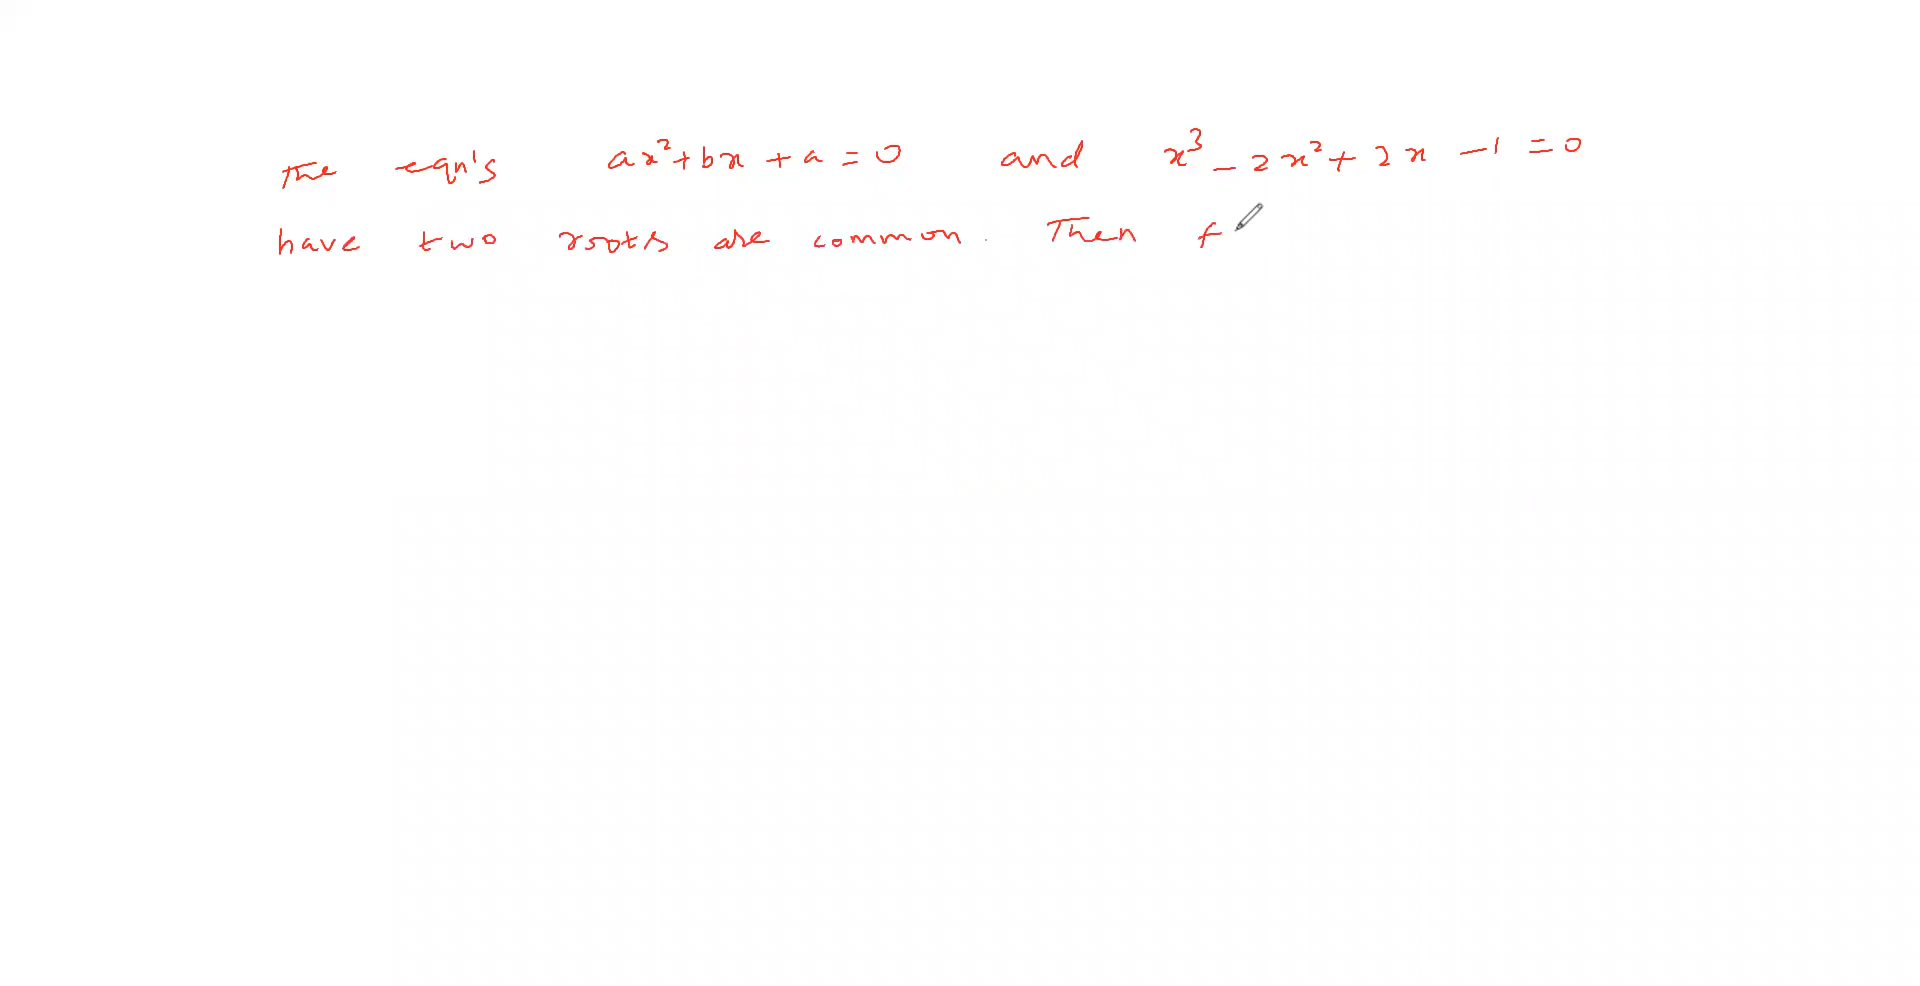 The eqn's ax²+bx+a=0 and x³-2x²+2x-1=0
have two roots are common. Then f